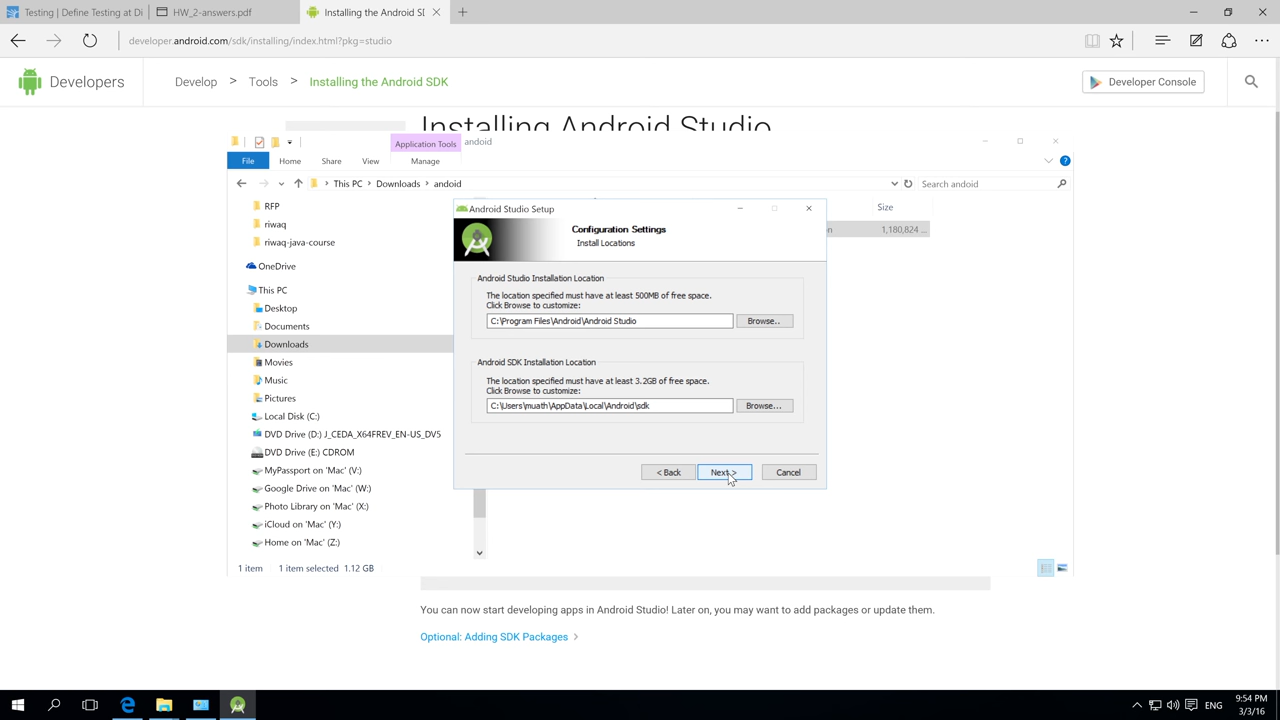 Testing | Define Testing at Di
HW_2-answers.pdf
Installing the Android SD
developer.android.com/sdk/installing/index.html?pkg=studio
Developers
Develop > Tools > Installing the Android SDK
Developer Console
Installing Android Studio
Application Tools
andoid
File
Home
Share
View
Manage
This PC
Downloads
andoid
Search andoid
RFP
riwaq
riwaq-java-course
OneDrive
This PC
Desktop
Documents
Downloads
Movies
Music
Pictures
Local Disk (C:)
DVD Drive (D:) J_CEDA_X64FREV_EN-US_DV5
DVD Drive (E:) CDROM
MyPassport on 'Mac' (V:)
Google Drive on 'Mac' (W:)
Photo Library on 'Mac' (X:)
iCloud on 'Mac' (Y:)
Home on 'Mac' (Z:)
Size
1,180,824 ...
Android Studio Setup
Configuration Settings
Install Locations
Android Studio Installation Location
The location specified must have at least 500MB of free space.
Click Browse to customize:
C:\Program Files\Android\Android Studio
Browse..
Android SDK Installation Location
The location specified must have at least 3.2GB of free space.
Click Browse to customize:
C:\Users\muath\AppData\Local\Android\sdk
Browse...
< Back
Next >
Cancel
1 item
1 item selected 1.12 GB
You can now start developing apps in Android Studio! Later on, you may want to add packages or update them.
Optional: Adding SDK Packages >
ENG
9:54 PM
3/3/16